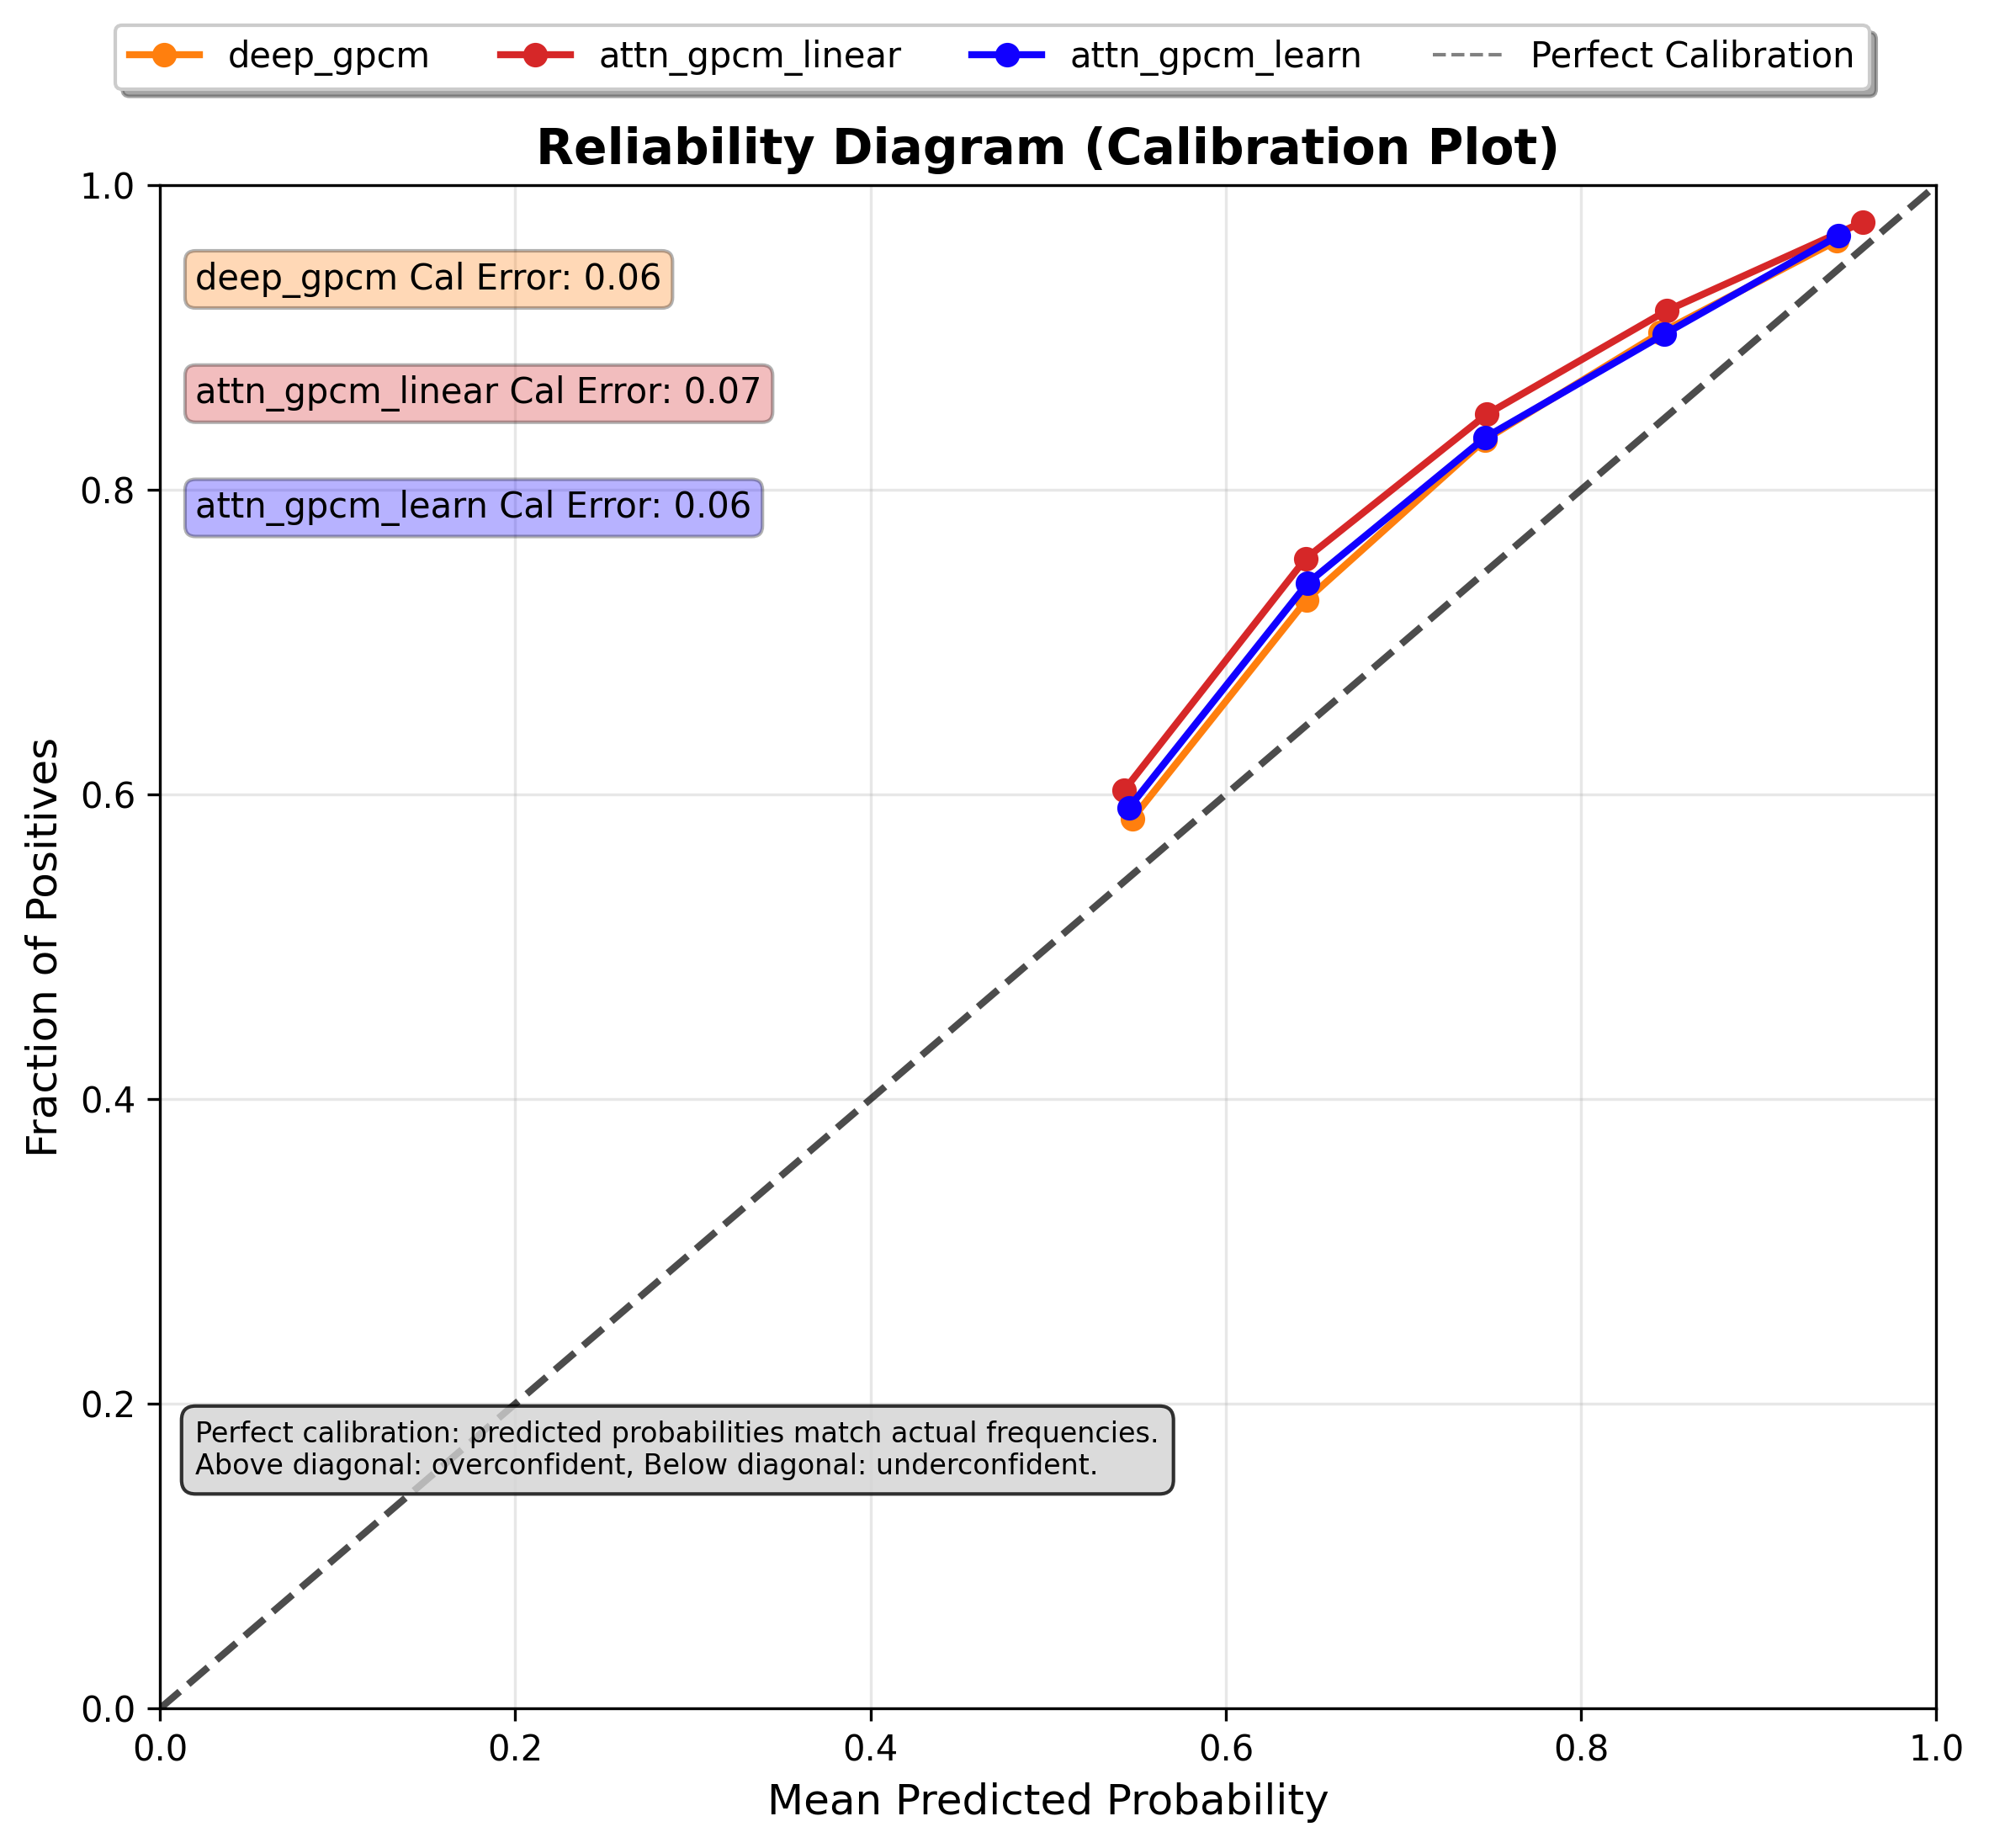 deep_gpcm attn_gpcm_linear attn_gpcm_learn Perfect Calibration
Reliability Diagram (Calibration Plot)
1.0
deep_gpcm Cal Error: 0.06
attn_gpcm_linear Cal Error: 0.07
attn_gpcm_learn Cal Error: 0.06
0.8
0.6
Fraction of Positives
0.4
0.2
Perfect calibration: predicted probabilities match actual frequencies.
Above diagonal: overconfident, Below diagonal: underconfident.
0.0
0.0 0.2 0.4 0.6 0.8 1.0
Mean Predicted Probability